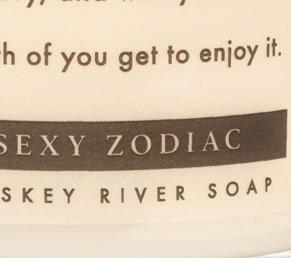 th of you get to enjoy it.
SEXY ZODIAC
SKEY RIVER SOAP